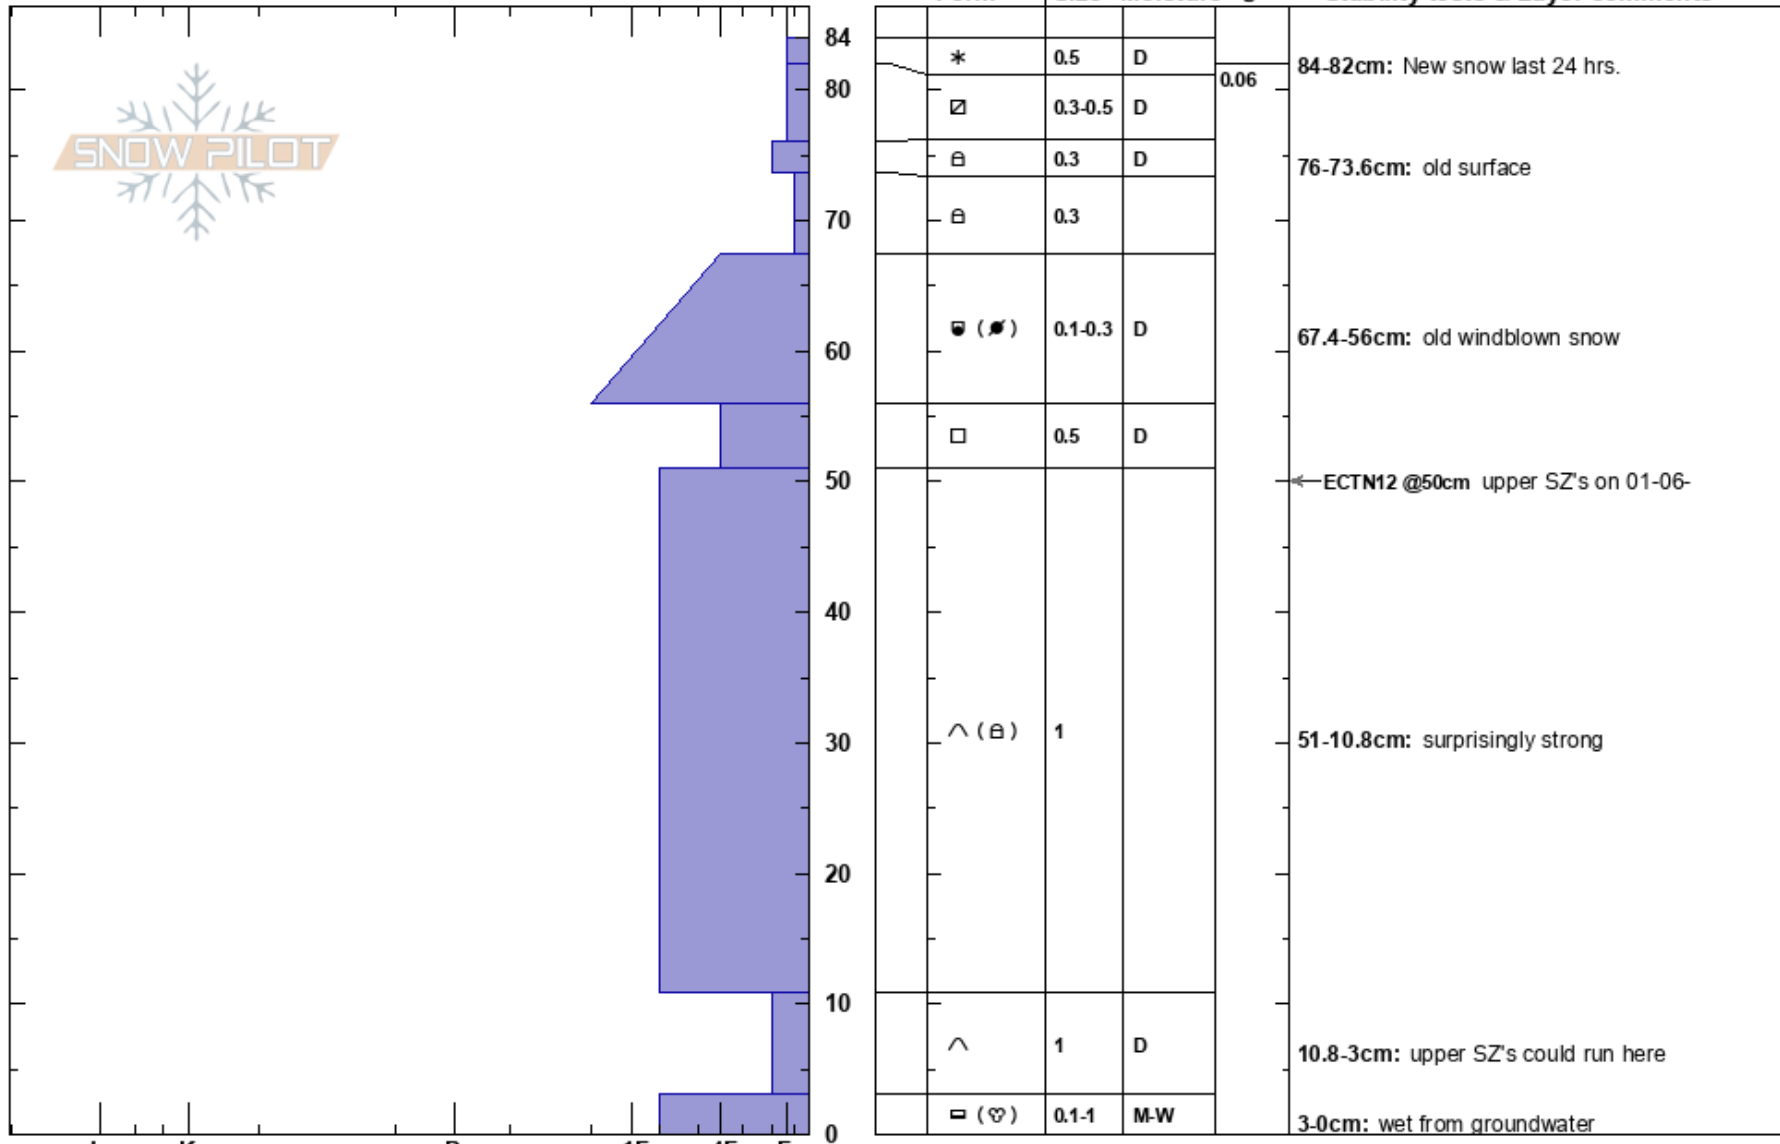 84
* 0.5 D
84-82cm: New snow last 24 hrs.
0.06
80
0.3-0.5 D
SNOW PILOT
0.3 D
76-73.6cm: old surface
70
0.3
60
0.1-0.3 D
67.4-56cm: old windblown snow
0.5 D
50
ECTN12 @50cm upper SZ's on 01-06-
40
30
1
51-10.8cm: surprisingly strong
20
10
1 D
10.8-3cm: upper SZ's could run here
0.1-1 M-W
3-0cm: wet from groundwater
0